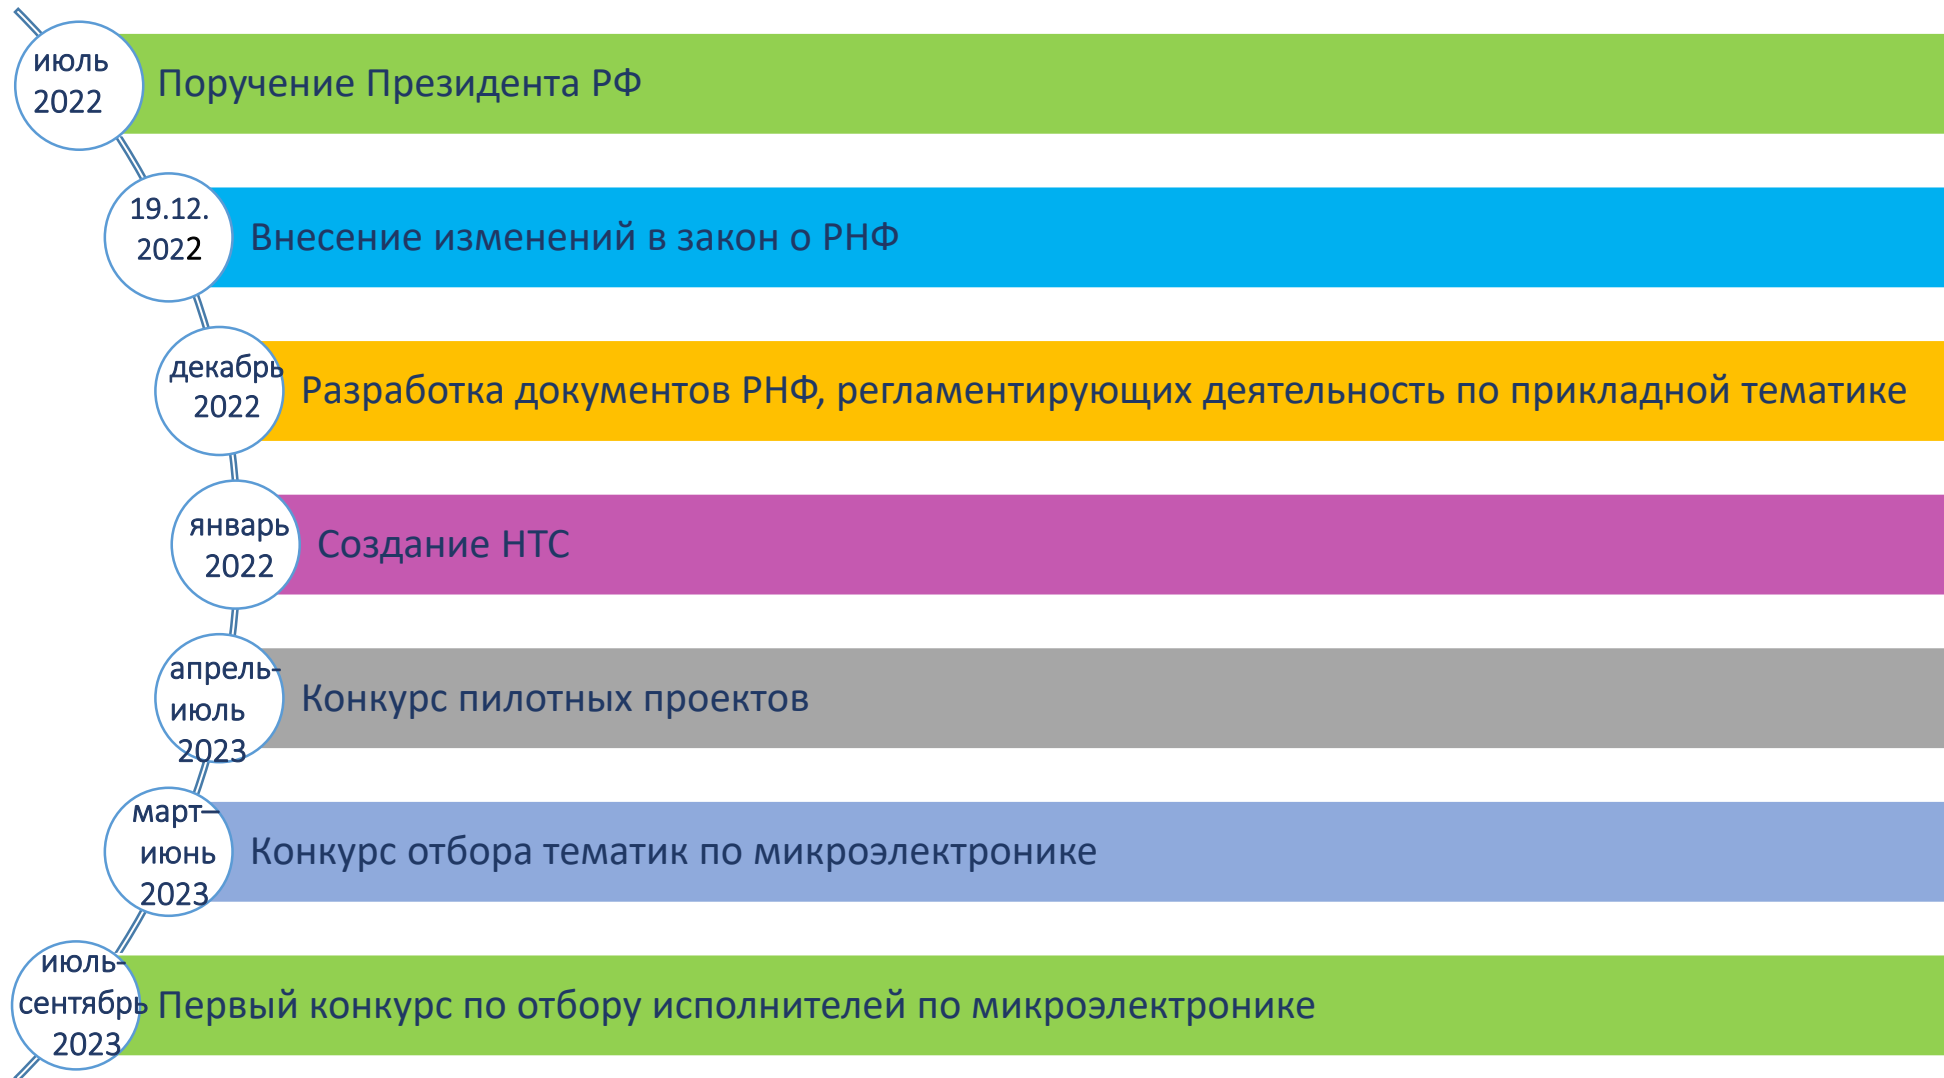 июль
2022
Поручение Президента РФ
19.12.
2022
Внесение изменений в закон о РНФ
декабрь
2022
Разработка документов РНФ, регламентирующих деятельность по прикладной тематике
январь
2022
Создание НТС
апрель-
июль
2023
Конкурс пилотных проектов
март–
июнь
2023
Конкурс отбора тематик по микроэлектронике
июль-
сентябрь
2023
Первый конкурс по отбору исполнителей по микроэлектронике